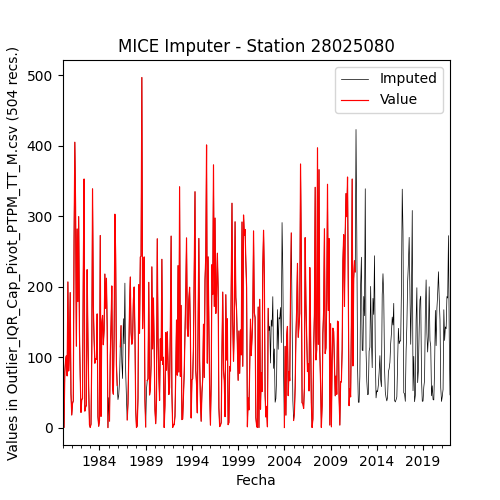 MICE Imputer - Station 28025080
Values in Outlier_IQR_Cap_Pivot_PTPM_TT_M.csv (504 recs.)
500
400
300
200
100
0
Imputed
Value
1984 1989 1994 1999 2004 2009 2014 2019
Fecha